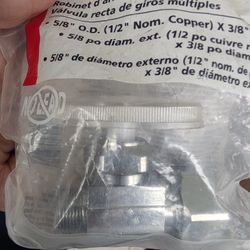 Robinet d'a
Válvula recta de giros múltiples
• 5/8" O.D. (1/2" Nom. Copper) X 3/8"
• 5/8 po diam. ext. (1/2 po cuivre n
x 3/8 po diam
• 5/8" de diámetro externo (1/2" nom. de
x 3/8" de diámetro ex